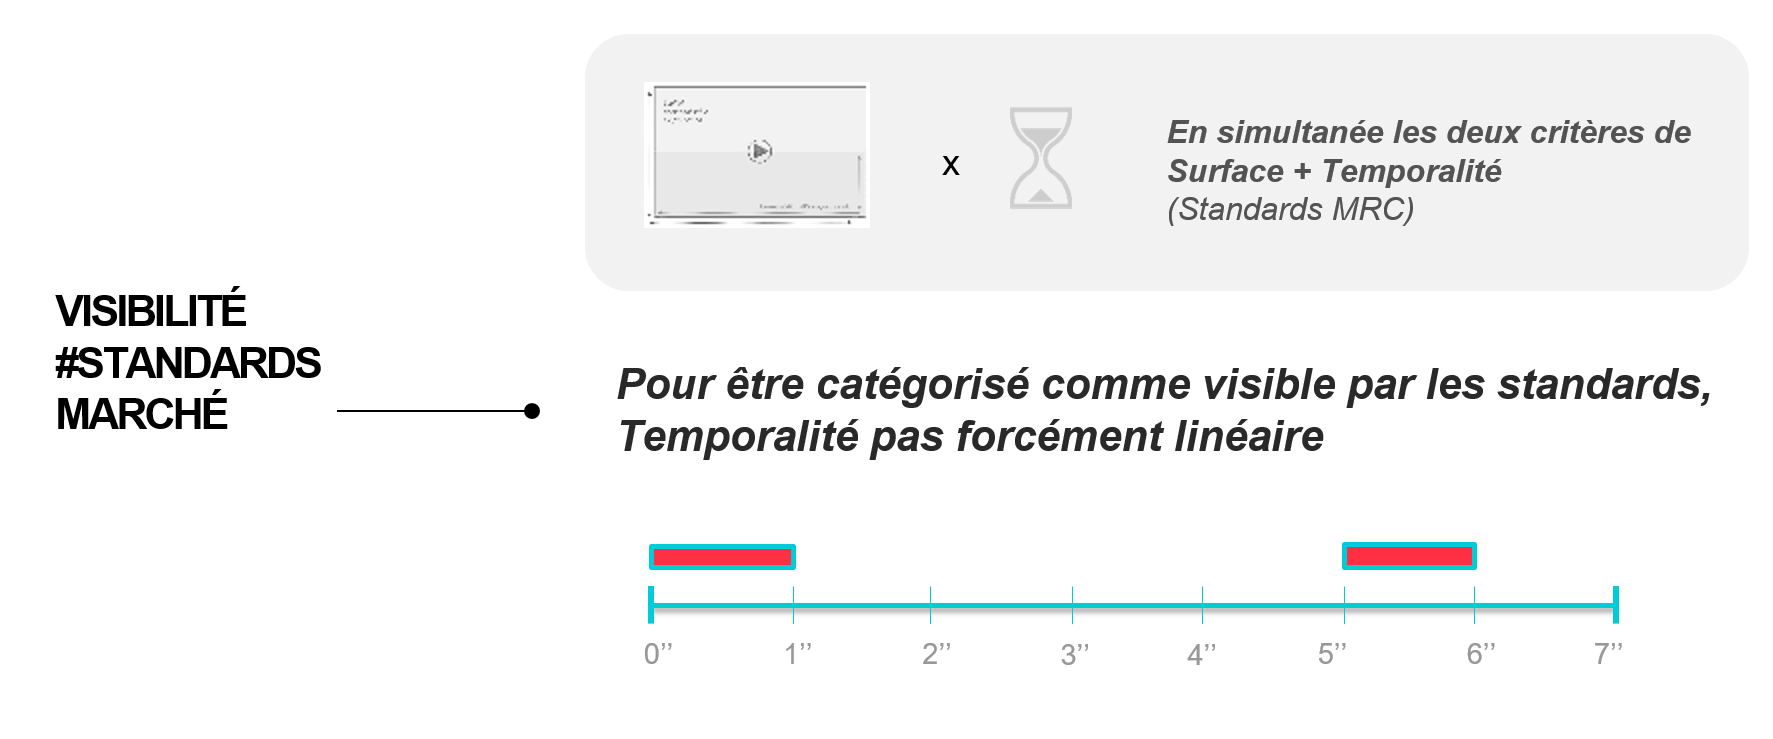 En simultanée les deux critères de
Surface + Temporalité
(Standards MRC)
x
VISIBILITÉ
#STANDARDS
MARCHÉ
Pour être catégorisé comme visible par les standards,
Temporalité pas forcément linéaire
0’’ 1’’ 2’’ 3’’ 4’’ 5’’ 6’’ 7’’